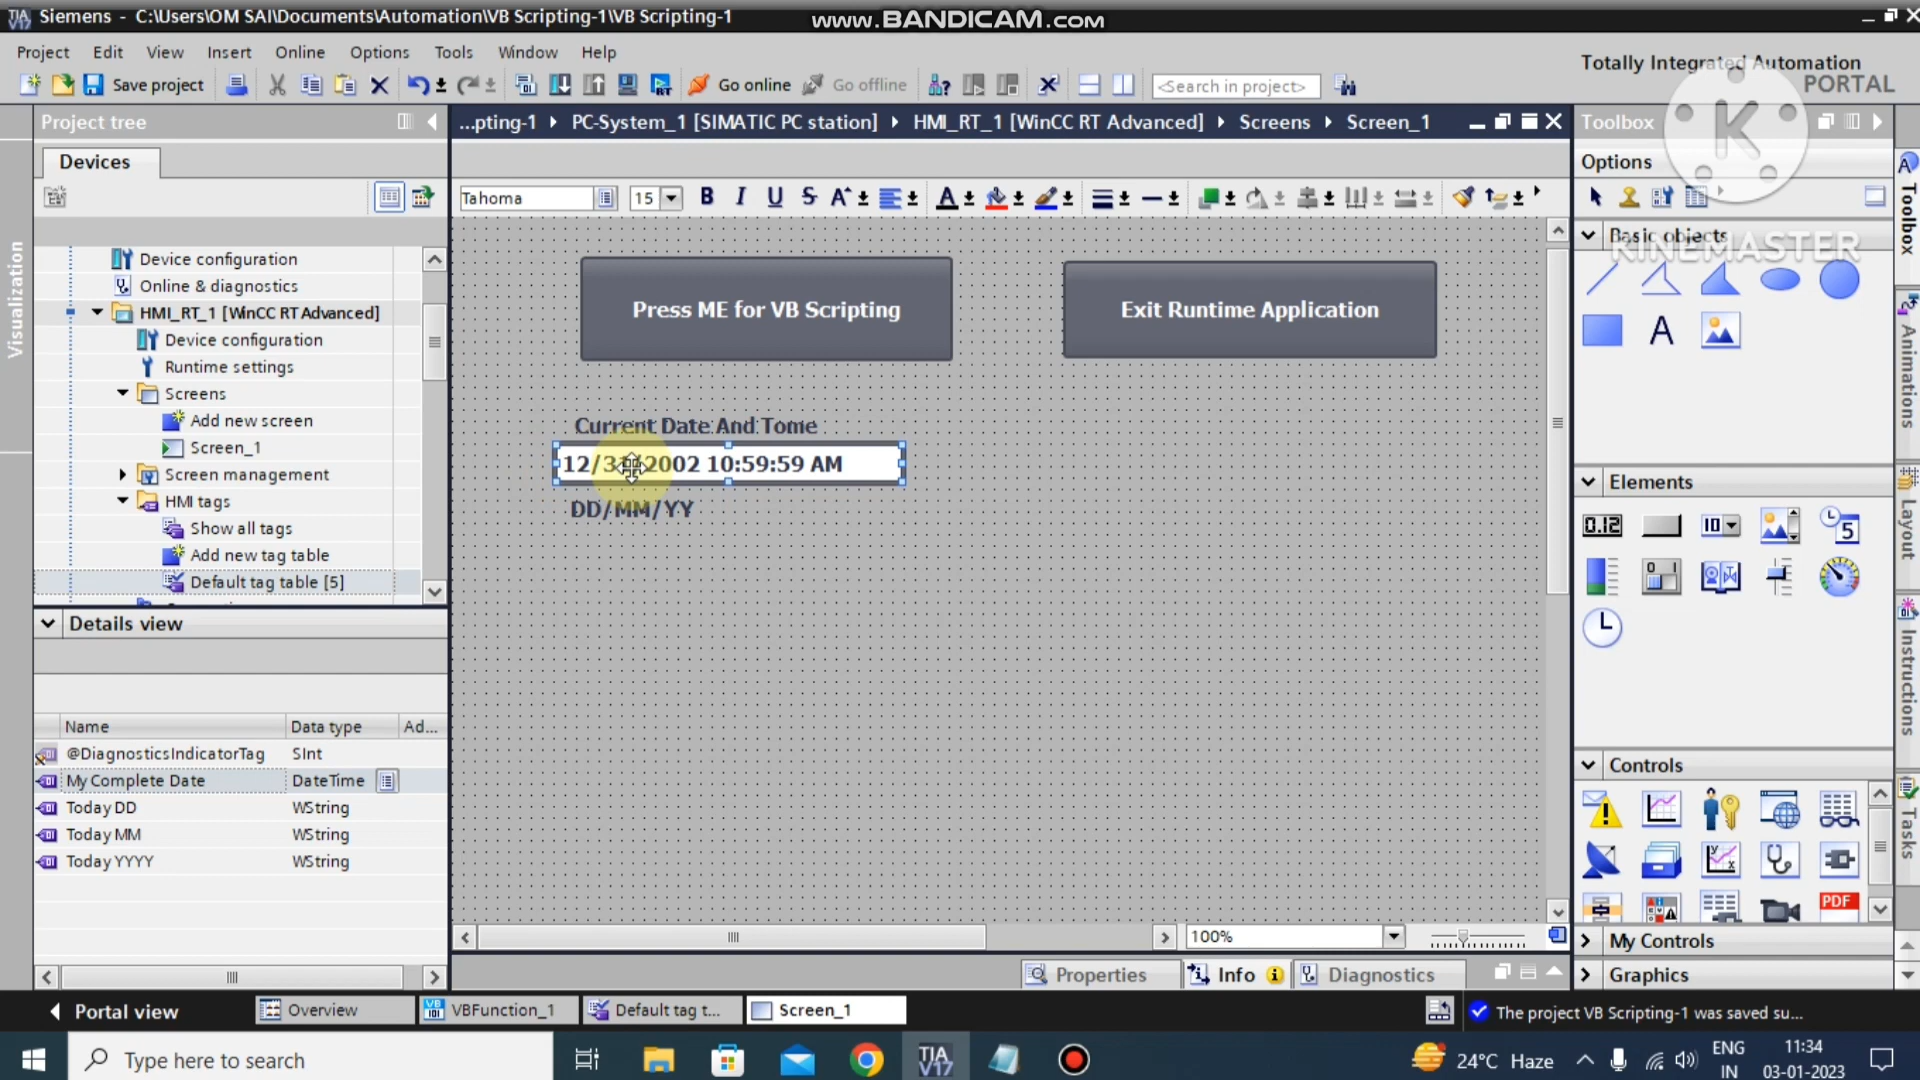 Siemens - C:\Users\OM SAI\Documents\Automation\VB Scripting-1\VB Scripting-1
www.BANDICAM.com
Project Edit View Insert Online Options Tools Window Help
Totally Integrated Automation
PORTAL
Save project
Go online
Go offline
<Search in project>
Project tree
...pting-1 PC-System_1 [SIMATIC PC station] HMI_RT_1 [WinCC RT Advanced] Screens Screen_1
Toolbox
Devices
Options
Tahoma
15
B I U S A
Basic objects
KINEMASTER
Visualization
Device configuration
Online & diagnostics
HMI_RT_1 [WinCC RT Advanced]
Device configuration
Runtime settings
Screens
Add new screen
Screen_1
Screen management
HMI tags
Show all tags
Add new tag table
Default tag table [5]
Press ME for VB Scripting
Exit Runtime Application
Current Date And Tome
12/31/2002 10:59:59 AM
DD/MM/YY
Elements
Controls
PDF
My Controls
Graphics
Toolbox
Animations
Layout
Instructions
Tasks
Details view
Name Data type Ad...
@DiagnosticsIndicatorTag SInt
My Complete Date DateTime
Today DD WString
Today MM WString
Today YYYY WString
100%
Properties Info Diagnostics
Portal view Overview VBFunction_1 Default tag t... Screen_1
The project VB Scripting-1 was saved su...
Type here to search
TIA V17
24°C Haze
ENG
IN
11:34
03-01-2023